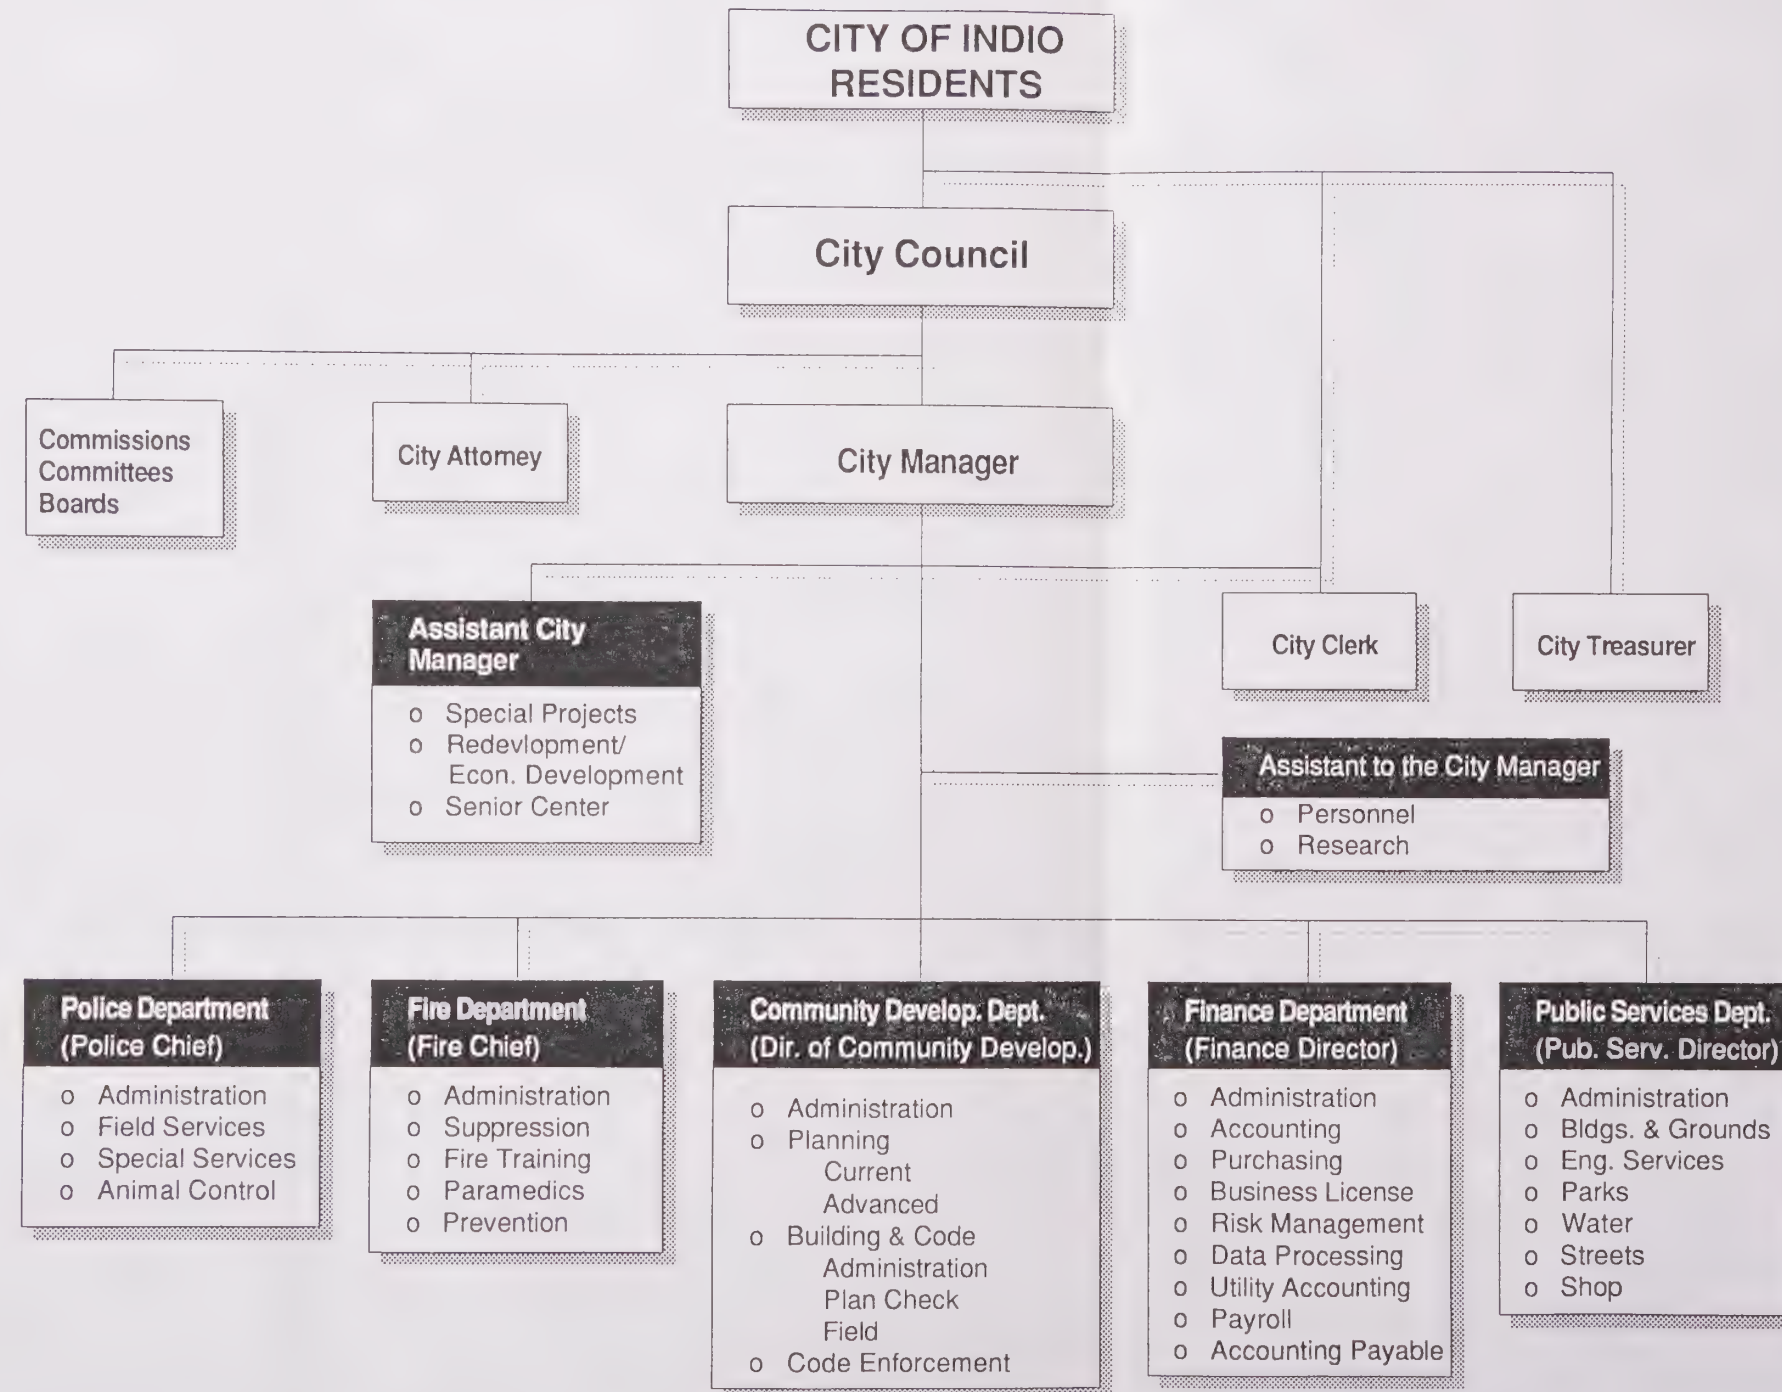 CITY OF INDIO
RESIDENTS
City Council
Commissions
Committees
Boards
City Attorney
City Manager
Assistant City
Manager
o Special Projects
o Redevlopment/
Econ. Development
o Senior Center
City Clerk
City Treasurer
Assistant to the City Manager
o Personnel
o Research
Police Department
(Police Chief)
o Administration
o Field Services
o Special Services
o Animal Control
Fire Department
(Fire Chief)
o Administration
o Suppression
o Fire Training
o Paramedics
o Prevention
Community Develop. Dept.
(Dir. of Community Develop.)
o Administration
o Planning
Current
Advanced
o Building & Code
Administration
Plan Check
Field
o Code Enforcement
Finance Department
(Finance Director)
o Administration
o Accounting
o Purchasing
o Business License
o Risk Management
o Data Processing
o Utility Accounting
o Payroll
o Accounting Payable
Public Services Dept.
(Pub. Serv. Director)
o Administration
o Bldgs. & Grounds
o Eng. Services
o Parks
o Water
o Streets
o Shop